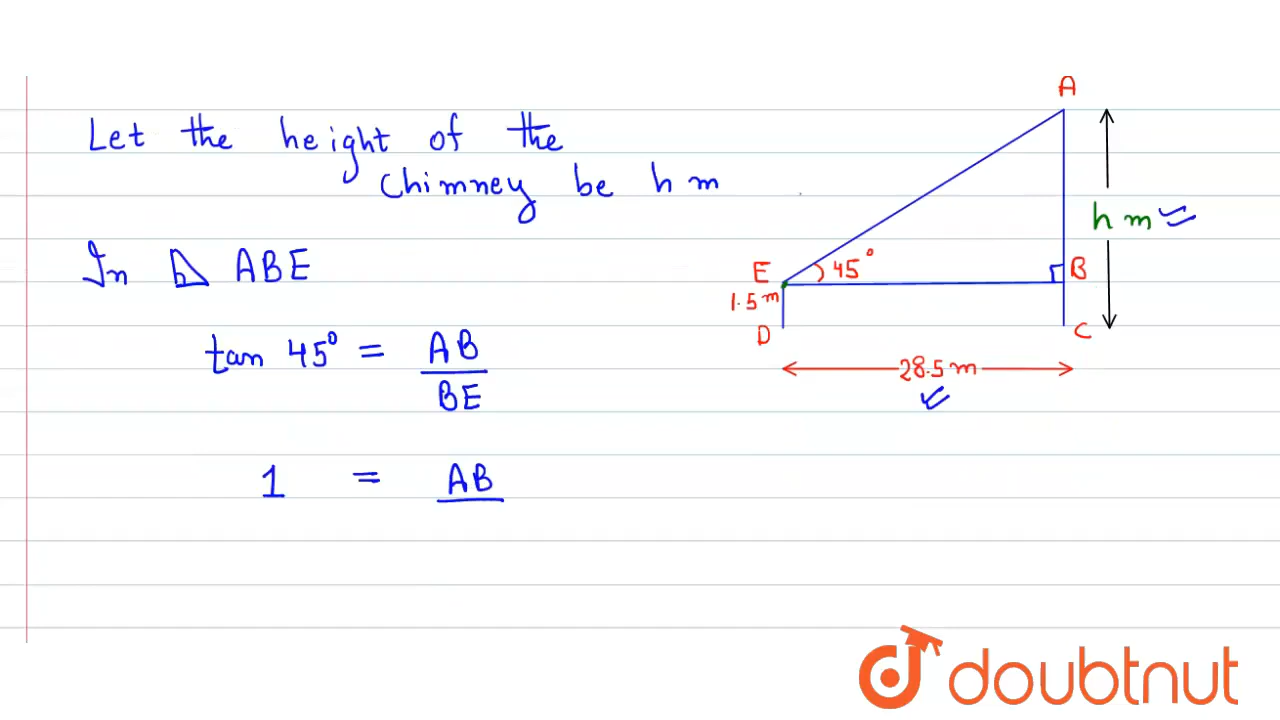 A
Let the height of the
chimney be h m
h m
In ABE
E 45° B
1.5 m
D C
tan 45° = AB
BE
28.5 m
1 = AB
doubtnut